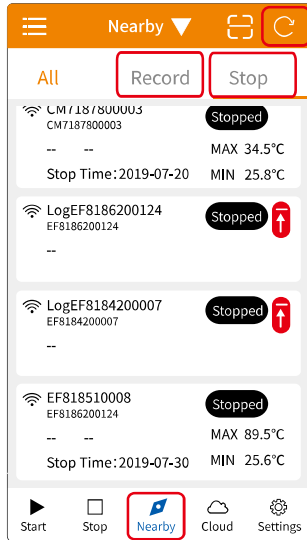 Nearby ▼
All Record Stop
CM7187800003 Stopped
CM7187800003
-- -- MAX 34.5°C
Stop Time:2019-07-20 MIN 25.8°C
LogEF8186200124 Stopped
EF8186200124
--
LogEF8184200007 Stopped
EF8184200007
--
EF818510008 Stopped
EF8186200124
-- -- MAX 89.5°C
Stop Time:2019-07-30 MIN 25.6°C
Start Stop Nearby Cloud Settings